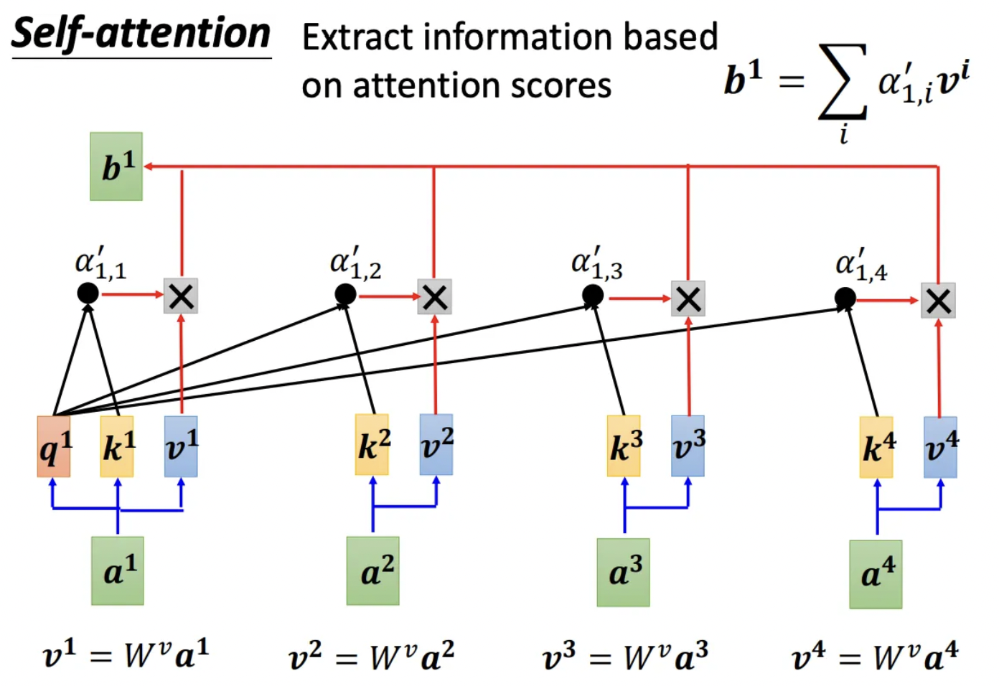 Self-attention
Extract information based
on attention scores
b¹ = ∑ᵢ α′₁,ᵢvⁱ
b¹
α′₁,₁ α′₁,₂ α′₁,₃ α′₁,₄
× × × ×
q¹ k¹ v¹ k² v² k³ v³ k⁴ v⁴
a¹ a² a³ a⁴
v¹ = Wᵛa¹ v² = Wᵛa² v³ = Wᵛa³ v⁴ = Wᵛa⁴